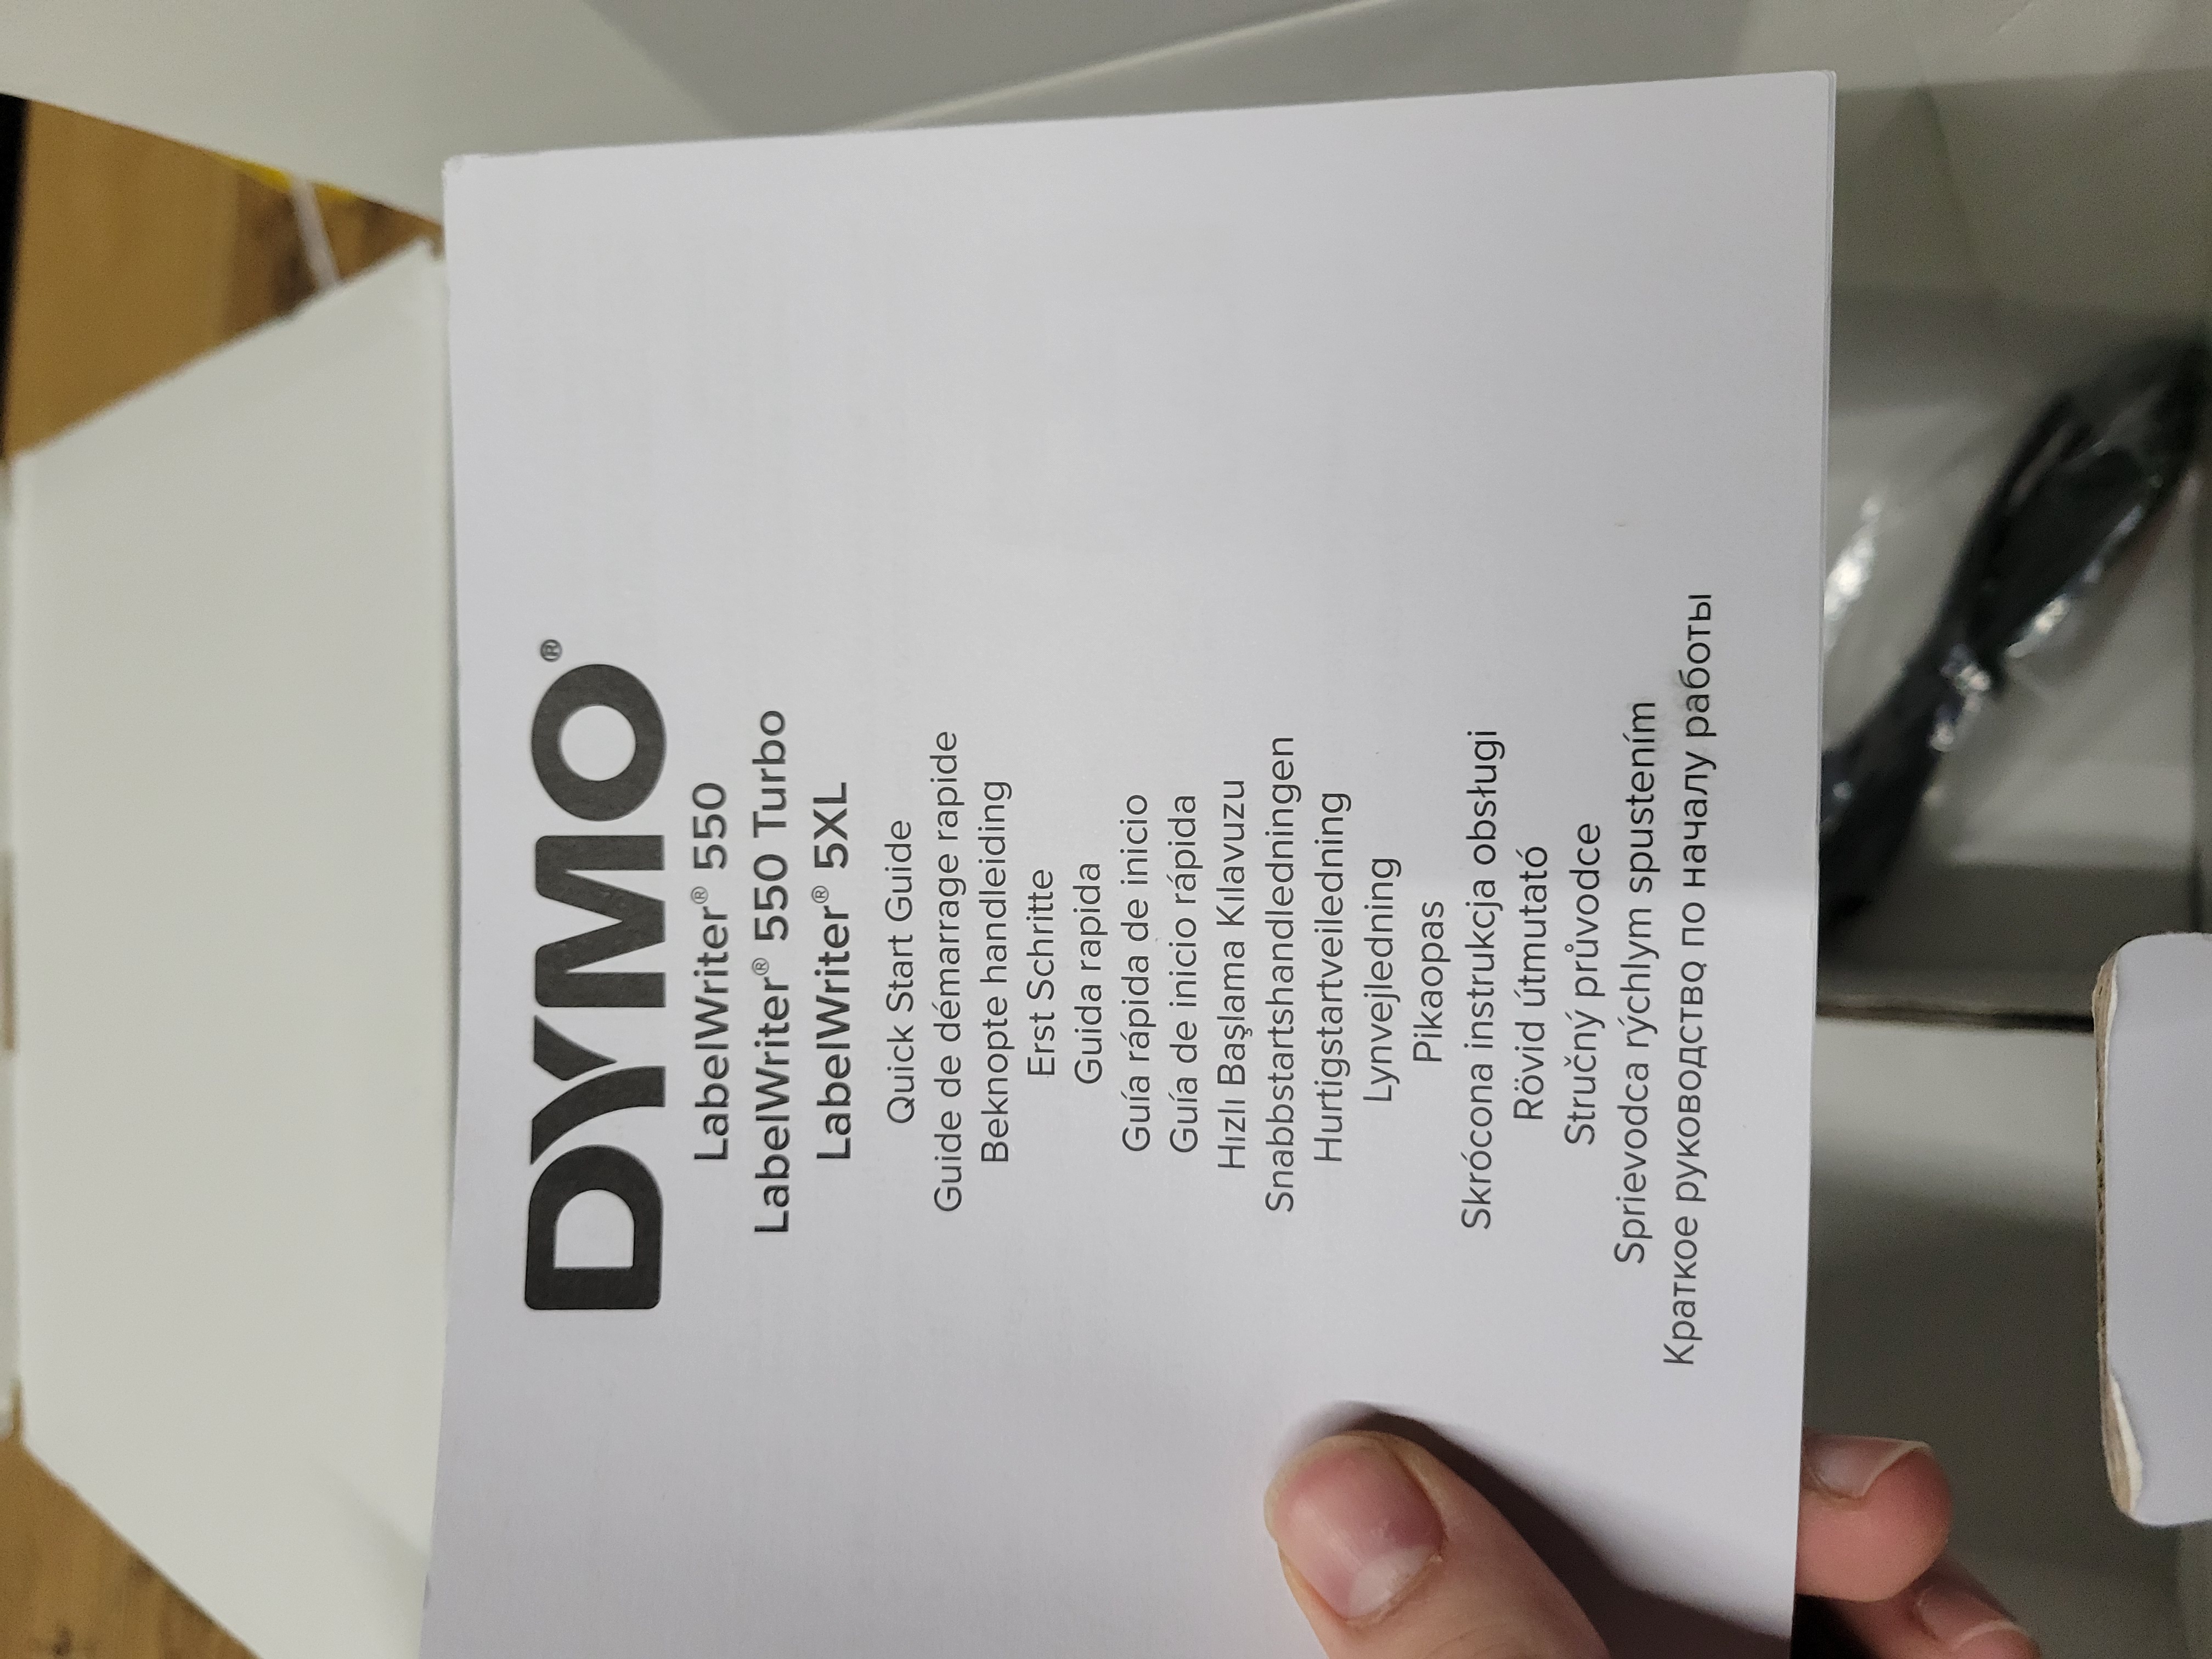 DYMO®
LabelWriter® 550
LabelWriter® 550 Turbo
LabelWriter® 5XL
Quick Start Guide
Guide de démarrage rapide
Beknopte handleiding
Erst Schritte
Guida rapida
Guía rápida de inicio
Guía de inicio rápida
Hızlı Başlama Kılavuzu
Snabbstartshandledningen
Hurtigstartveiledning
Lynvejledning
Pikaopas
Skrócona instrukcja obsługi
Rövid útmutató
Stručný průvodce
Sprievodca rýchlym spustením
Краткое руководство по началу работы